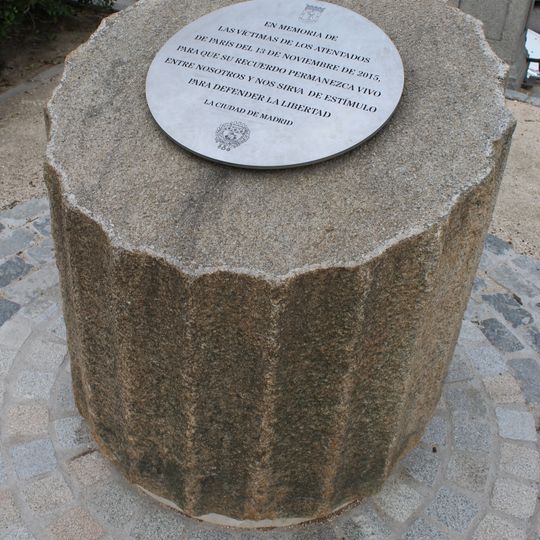 EN MEMORIA DE
LAS VÍCTIMAS DE LOS ATENTADOS
DE PARÍS DEL 13 DE NOVIEMBRE DE 2015,
PARA QUE SU RECUERDO PERMANEZCA VIVO
ENTRE NOSOTROS Y NOS SIRVA DE ESTÍMULO
PARA DEFENDER LA LIBERTAD
LA CIUDAD DE MADRID